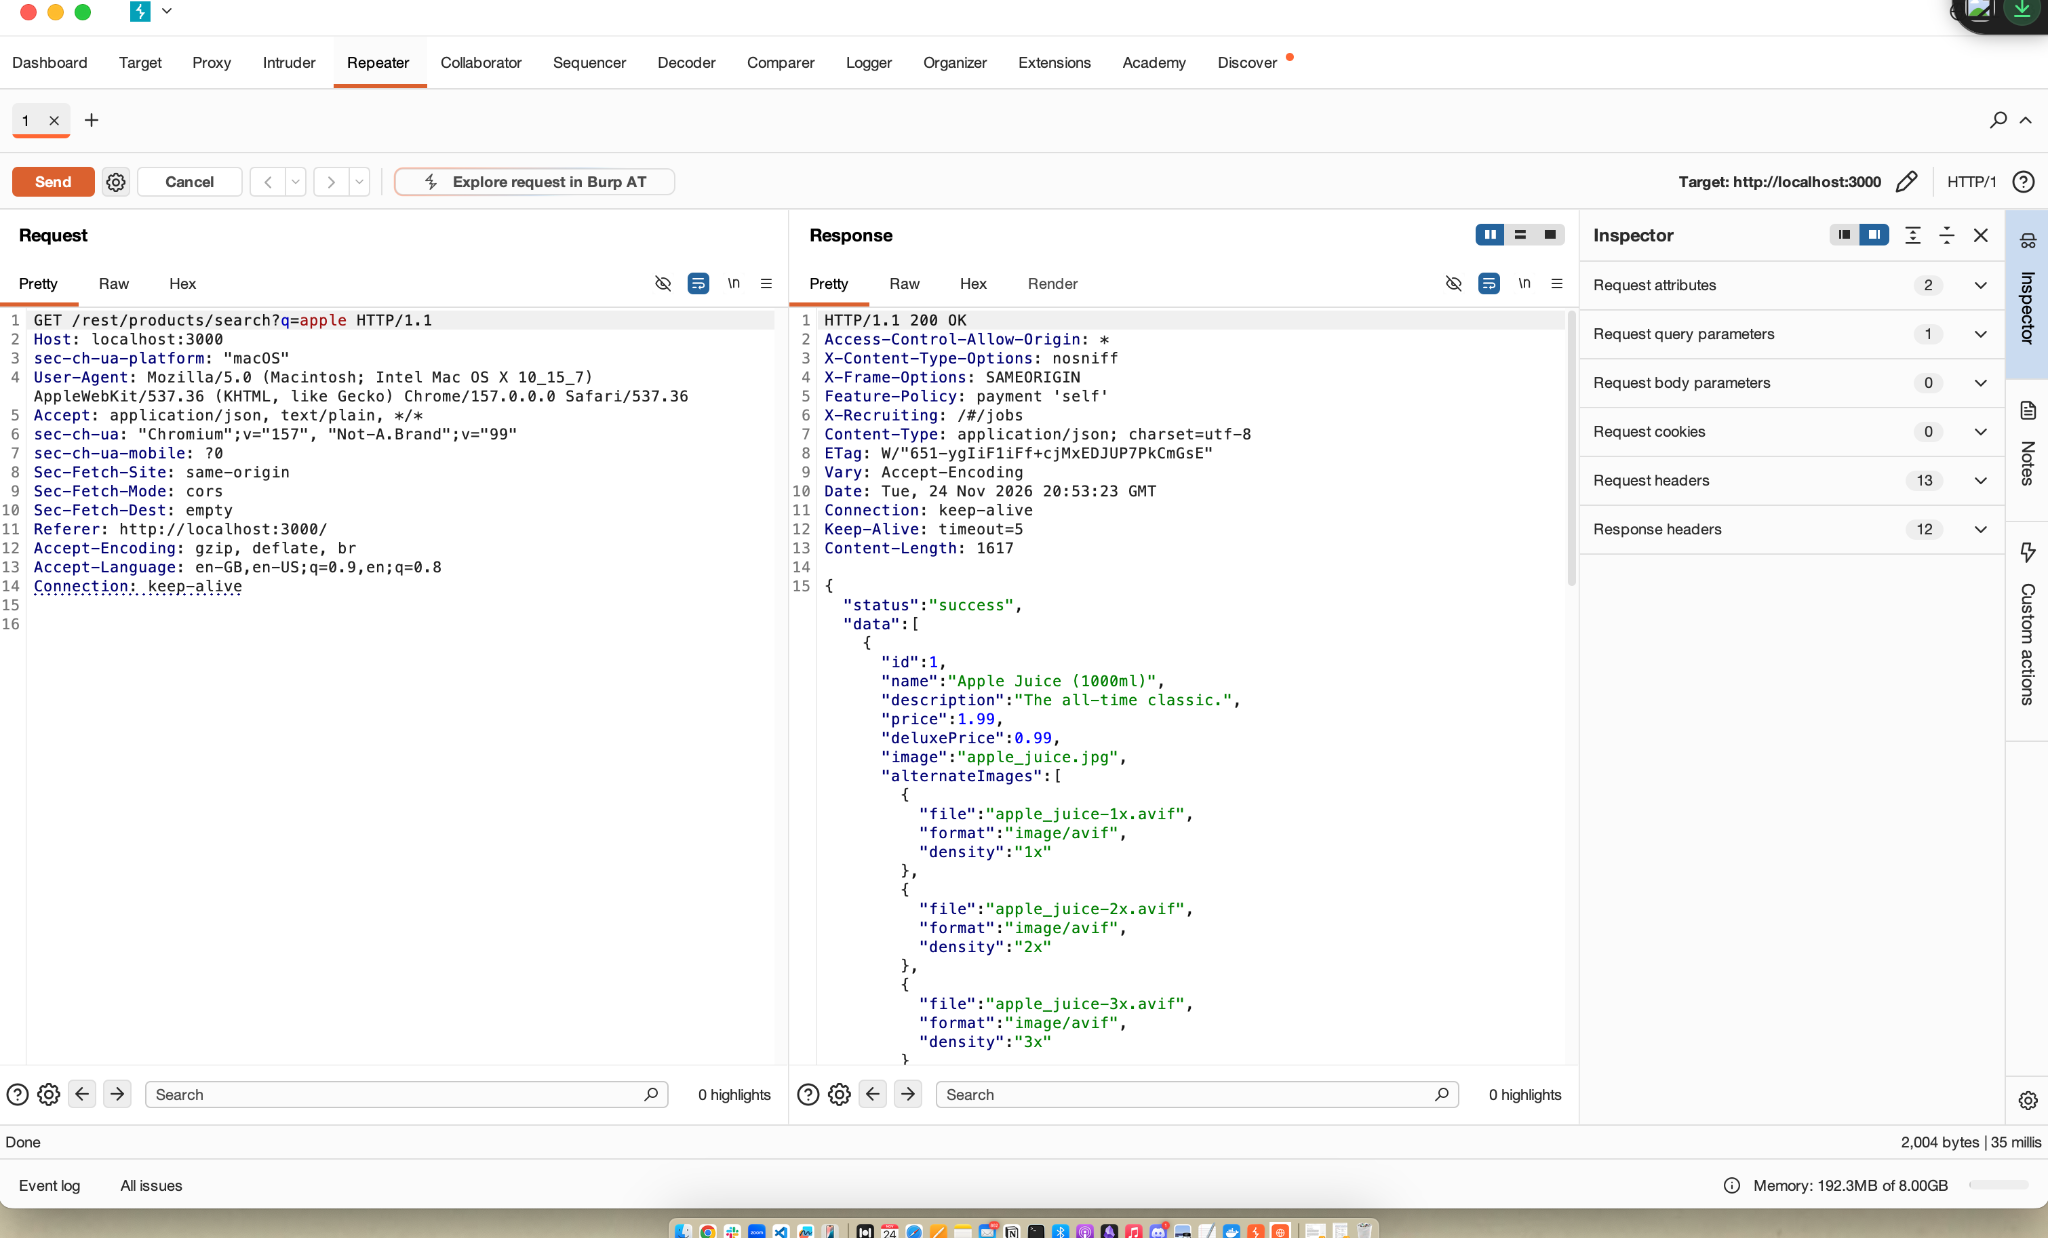 Dashboard Target Proxy Intruder Repeater Collaborator Sequencer Decoder Comparer Logger Organizer Extensions Academy Discover
1 × +
Send Cancel < > Explore request in Burp AT Target: http://localhost:3000 HTTP/1
Request
Pretty Raw Hex \n
1 GET /rest/products/search?q=apple HTTP/1.1
2 Host: localhost:3000
3 sec-ch-ua-platform: "macOS"
4 User-Agent: Mozilla/5.0 (Macintosh; Intel Mac OS X 10_15_7)
AppleWebKit/537.36 (KHTML, like Gecko) Chrome/157.0.0.0 Safari/537.36
5 Accept: application/json, text/plain, */*
6 sec-ch-ua: "Chromium";v="157", "Not-A.Brand";v="99"
7 sec-ch-ua-mobile: ?0
8 Sec-Fetch-Site: same-origin
9 Sec-Fetch-Mode: cors
10 Sec-Fetch-Dest: empty
11 Referer: http://localhost:3000/
12 Accept-Encoding: gzip, deflate, br
13 Accept-Language: en-GB,en-US;q=0.9,en;q=0.8
14 Connection: keep-alive
15
16
Search 0 highlights
Response
Pretty Raw Hex Render \n
1 HTTP/1.1 200 OK
2 Access-Control-Allow-Origin: *
3 X-Content-Type-Options: nosniff
4 X-Frame-Options: SAMEORIGIN
5 Feature-Policy: payment 'self'
6 X-Recruiting: /#/jobs
7 Content-Type: application/json; charset=utf-8
8 ETag: W/"651-ygIiF1iFf+cjMxEDJUP7PkCmGsE"
9 Vary: Accept-Encoding
10 Date: Tue, 24 Nov 2026 20:53:23 GMT
11 Connection: keep-alive
12 Keep-Alive: timeout=5
13 Content-Length: 1617
14
15 {
"status":"success",
"data":[
{
"id":1,
"name":"Apple Juice (1000ml)",
"description":"The all-time classic.",
"price":1.99,
"deluxePrice":0.99,
"image":"apple_juice.jpg",
"alternateImages":[
{
"file":"apple_juice-1x.avif",
"format":"image/avif",
"density":"1x"
},
{
"file":"apple_juice-2x.avif",
"format":"image/avif",
"density":"2x"
},
{
"file":"apple_juice-3x.avif",
"format":"image/avif",
"density":"3x"
}
Search 0 highlights
Inspector
Request attributes 2
Request query parameters 1
Request body parameters 0
Request cookies 0
Request headers 13
Response headers 12
Inspector
Notes
Custom actions
Done 2,004 bytes | 35 millis
Event log All issues Memory: 192.3MB of 8.00GB
24